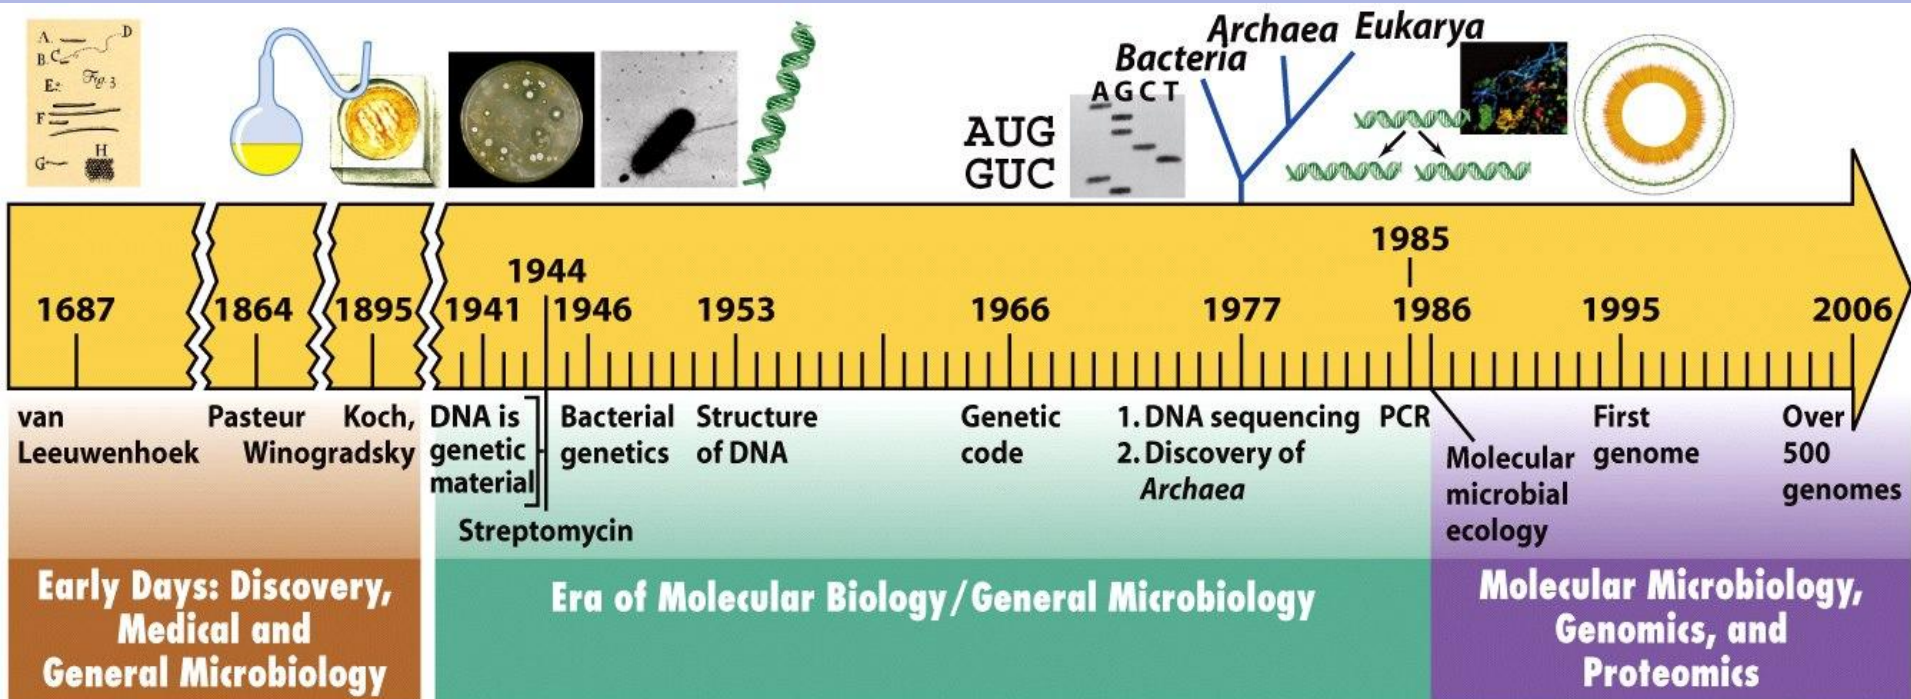 A.
D
B.
C
E:
Fig. 3
F
G
H
Bacteria
Archaea
Eukarya
AUG
GUC
A G C T
1687
1864
1895
1941
1944
1946
1953
1966
1977
1985
1986
1995
2006
van
Leeuwenhoek
Pasteur
Koch,
Winogradsky
DNA is
genetic
material
Streptomycin
Bacterial
genetics
Structure
of DNA
Genetic
code
1. DNA sequencing
2. Discovery of
Archaea
PCR
Molecular
microbial
ecology
First
genome
Over
500
genomes
Early Days: Discovery,
Medical and
General Microbiology
Era of Molecular Biology/General Microbiology
Molecular Microbiology,
Genomics, and
Proteomics